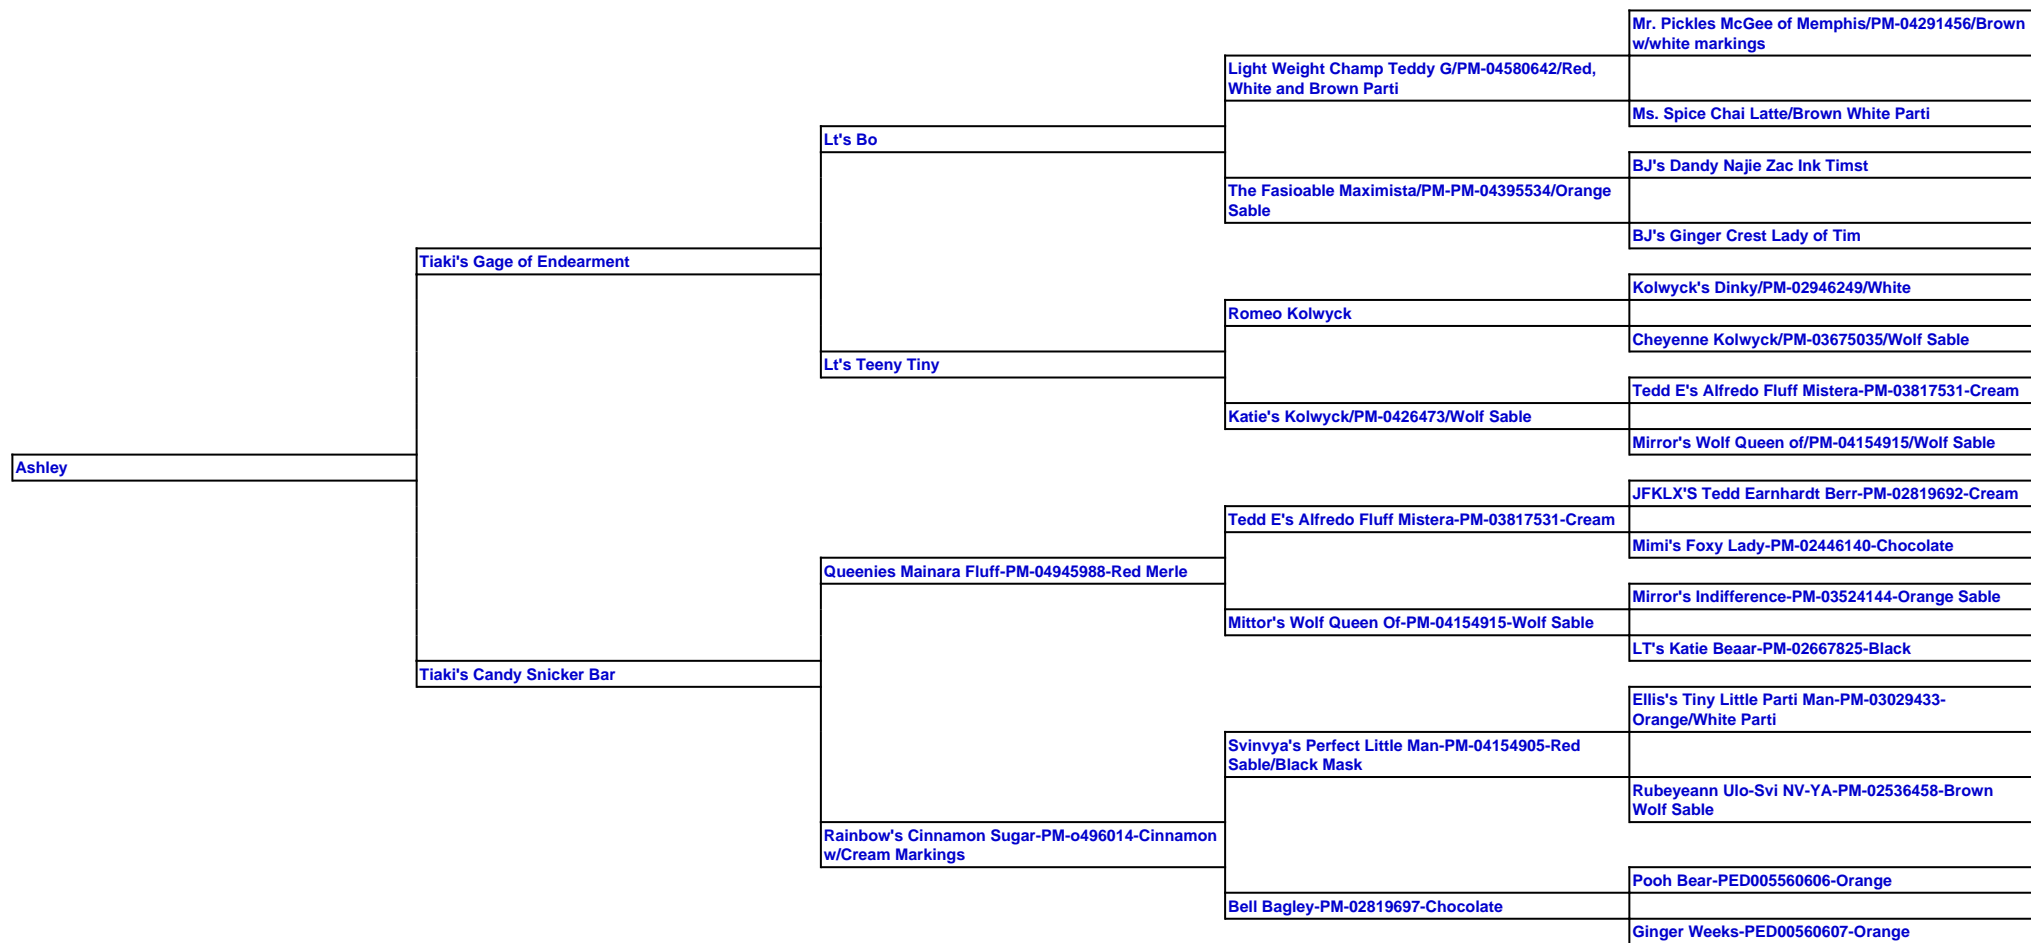 Mr. Pickles McGee of Memphis/PM-04291456/Brown
w/white markings
Light Weight Champ Teddy G/PM-04580642/Red,
White and Brown Parti
Ms. Spice Chai Latte/Brown White Parti
Lt's Bo
BJ's Dandy Najie Zac Ink Timst
The Fasioable Maximista/PM-PM-04395534/Orange
Sable
BJ's Ginger Crest Lady of Tim
Tiaki's Gage of Endearment
Kolwyck's Dinky/PM-02946249/White
Romeo Kolwyck
Cheyenne Kolwyck/PM-03675035/Wolf Sable
Lt's Teeny Tiny
Tedd E's Alfredo Fluff Mistera-PM-03817531-Cream
Katie's Kolwyck/PM-0426473/Wolf Sable
Mirror's Wolf Queen of/PM-04154915/Wolf Sable
Ashley
JFKLX'S Tedd Earnhardt Berr-PM-02819692-Cream
Tedd E's Alfredo Fluff Mistera-PM-03817531-Cream
Mimi's Foxy Lady-PM-02446140-Chocolate
Queenies Mainara Fluff-PM-04945988-Red Merle
Mirror's Indifference-PM-03524144-Orange Sable
Mittor's Wolf Queen Of-PM-04154915-Wolf Sable
LT's Katie Beaar-PM-02667825-Black
Tiaki's Candy Snicker Bar
Ellis's Tiny Little Parti Man-PM-03029433-
Orange/White Parti
Svinvya's Perfect Little Man-PM-04154905-Red
Sable/Black Mask
Rubeyeann Ulo-Svi NV-YA-PM-02536458-Brown
Wolf Sable
Rainbow's Cinnamon Sugar-PM-o496014-Cinnamon
w/Cream Markings
Pooh Bear-PED005560606-Orange
Bell Bagley-PM-02819697-Chocolate
Ginger Weeks-PED00560607-Orange